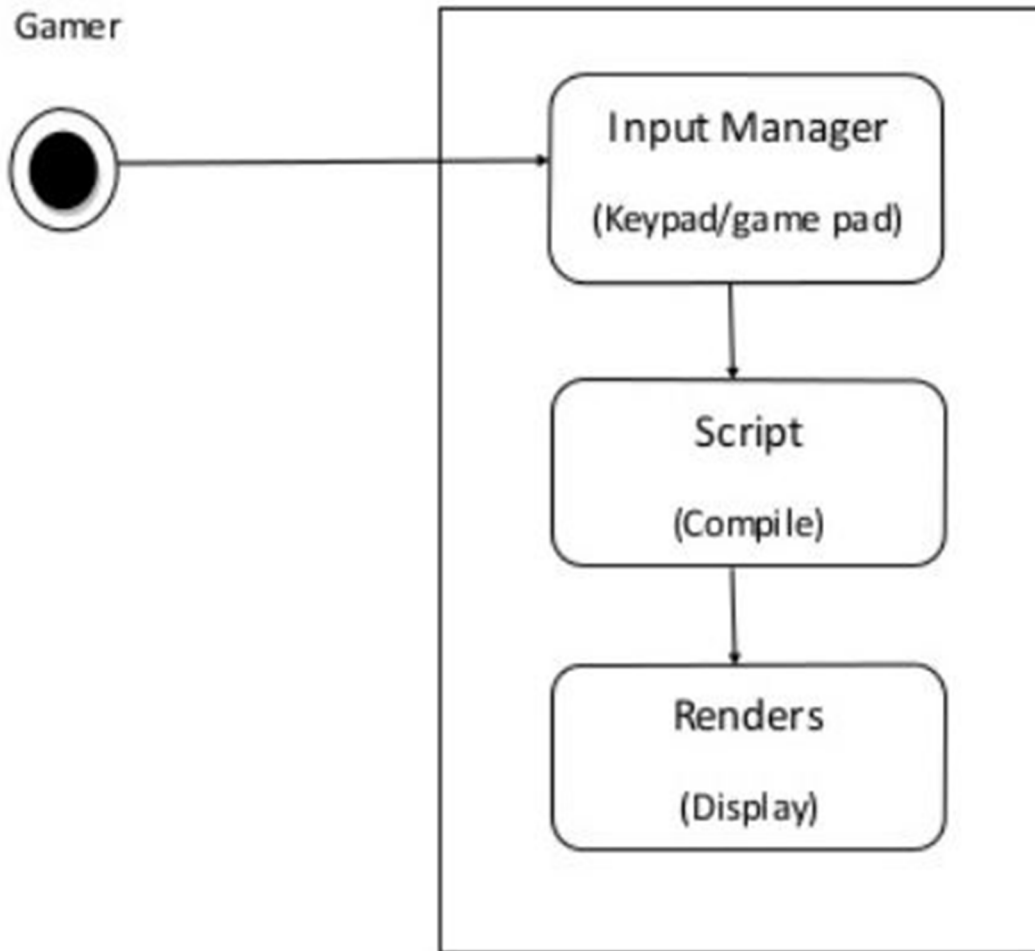 Gamer
Input Manager
(Keypad/game pad)
Script
(Compile)
Renders
(Display)